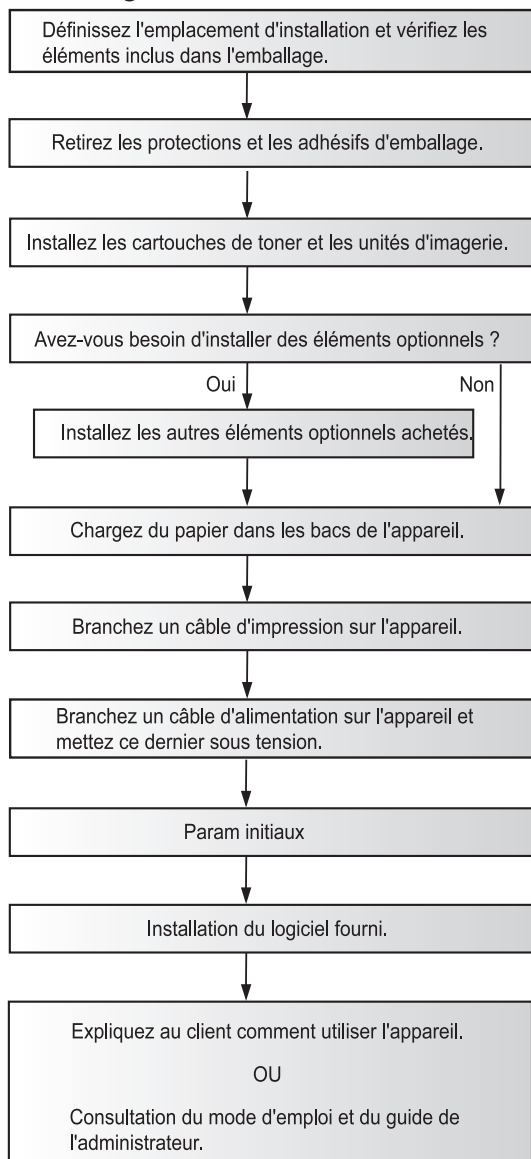 Définissez l'emplacement d'installation et vérifiez les
éléments inclus dans l'emballage.
Retirez les protections et les adhésifs d'emballage.
Installez les cartouches de toner et les unités d'imagerie.
Avez-vous besoin d'installer des éléments optionnels ?
Oui
Non
Installez les autres éléments optionnels achetés.
Chargez du papier dans les bacs de l'appareil.
Branchez un câble d'impression sur l'appareil.
Branchez un câble d'alimentation sur l'appareil et
mettez ce dernier sous tension.
Param initiaux
Installation du logiciel fourni.
Expliquez au client comment utiliser l'appareil.
OU
Consultation du mode d'emploi et du guide de
l'administrateur.